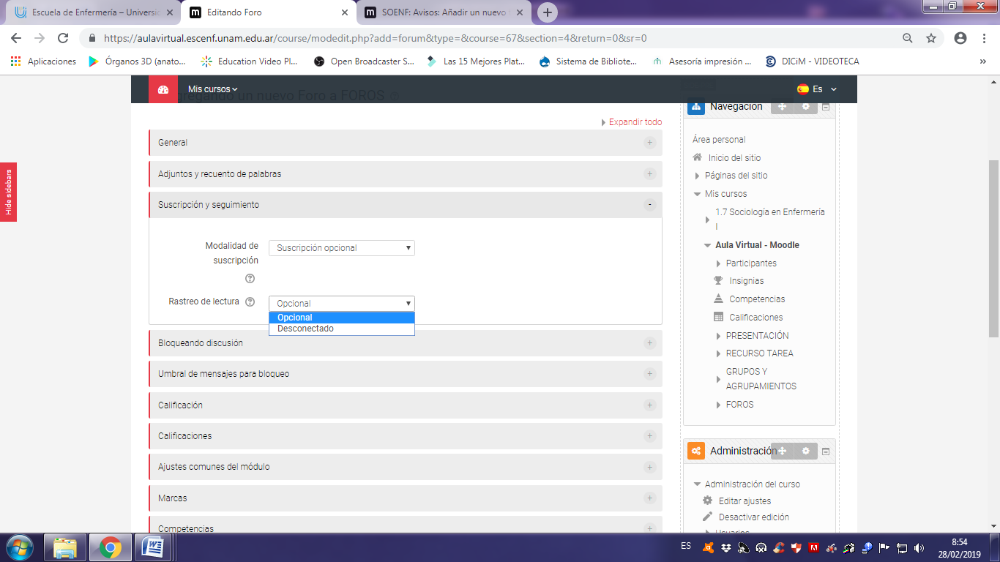 Escuela de Enfermería – Universi
Editando Foro
SOENF: Avisos: Añadir un nuevo
https://aulavirtual.escenf.unam.edu.ar/course/modedit.php?add=forum&type=&course=67&section=4&return=0&sr=0
Aplicaciones
Órganos 3D (anato...
Education Video Pl...
Open Broadcaster S...
Las 15 Mejores Plat...
Sistema de Bibliote...
Asesoría impresión ...
DICiM - VIDEOTECA
»
Mis cursos
Es
gregando un nuevo Foro a FOROS
Expandir todo
General
Adjuntos y recuento de palabras
Suscripción y seguimiento
Modalidad de
suscripción
Suscripción opcional
Rastreo de lectura
Opcional
Opcional
Desconectado
Bloqueando discusión
Umbral de mensajes para bloqueo
Calificación
Calificaciones
Ajustes comunes del módulo
Marcas
Competencias
Hide sidebars
Navegación
Área personal
Inicio del sitio
Páginas del sitio
Mis cursos
1.7 Sociología en Enfermería
I
Aula Virtual - Moodle
Participantes
Insignias
Competencias
Calificaciones
PRESENTACIÓN
RECURSO TAREA
GRUPOS Y
AGRUPAMIENTOS
FOROS
Administración
Administración del curso
Editar ajustes
Desactivar edición
Usuarios
ES
8:54
28/02/2019